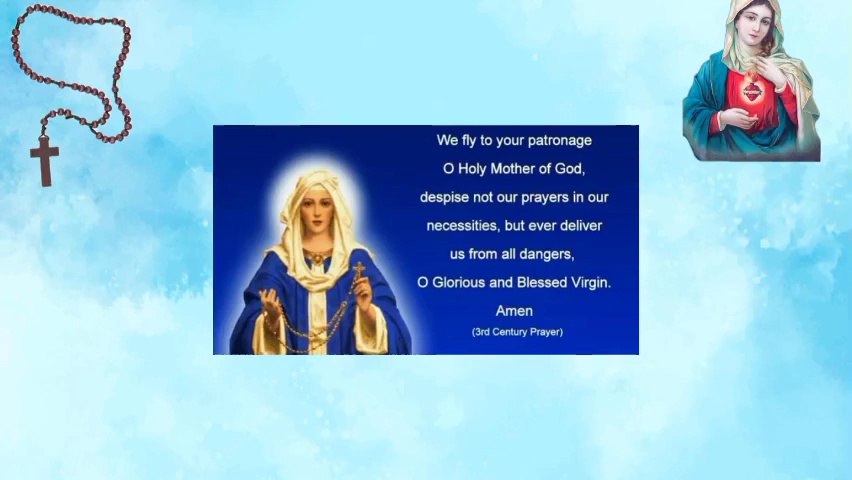 We fly to your patronage
O Holy Mother of God,
despise not our prayers in our
necessities, but ever deliver
us from all dangers,
O Glorious and Blessed Virgin.
Amen
(3rd Century Prayer)